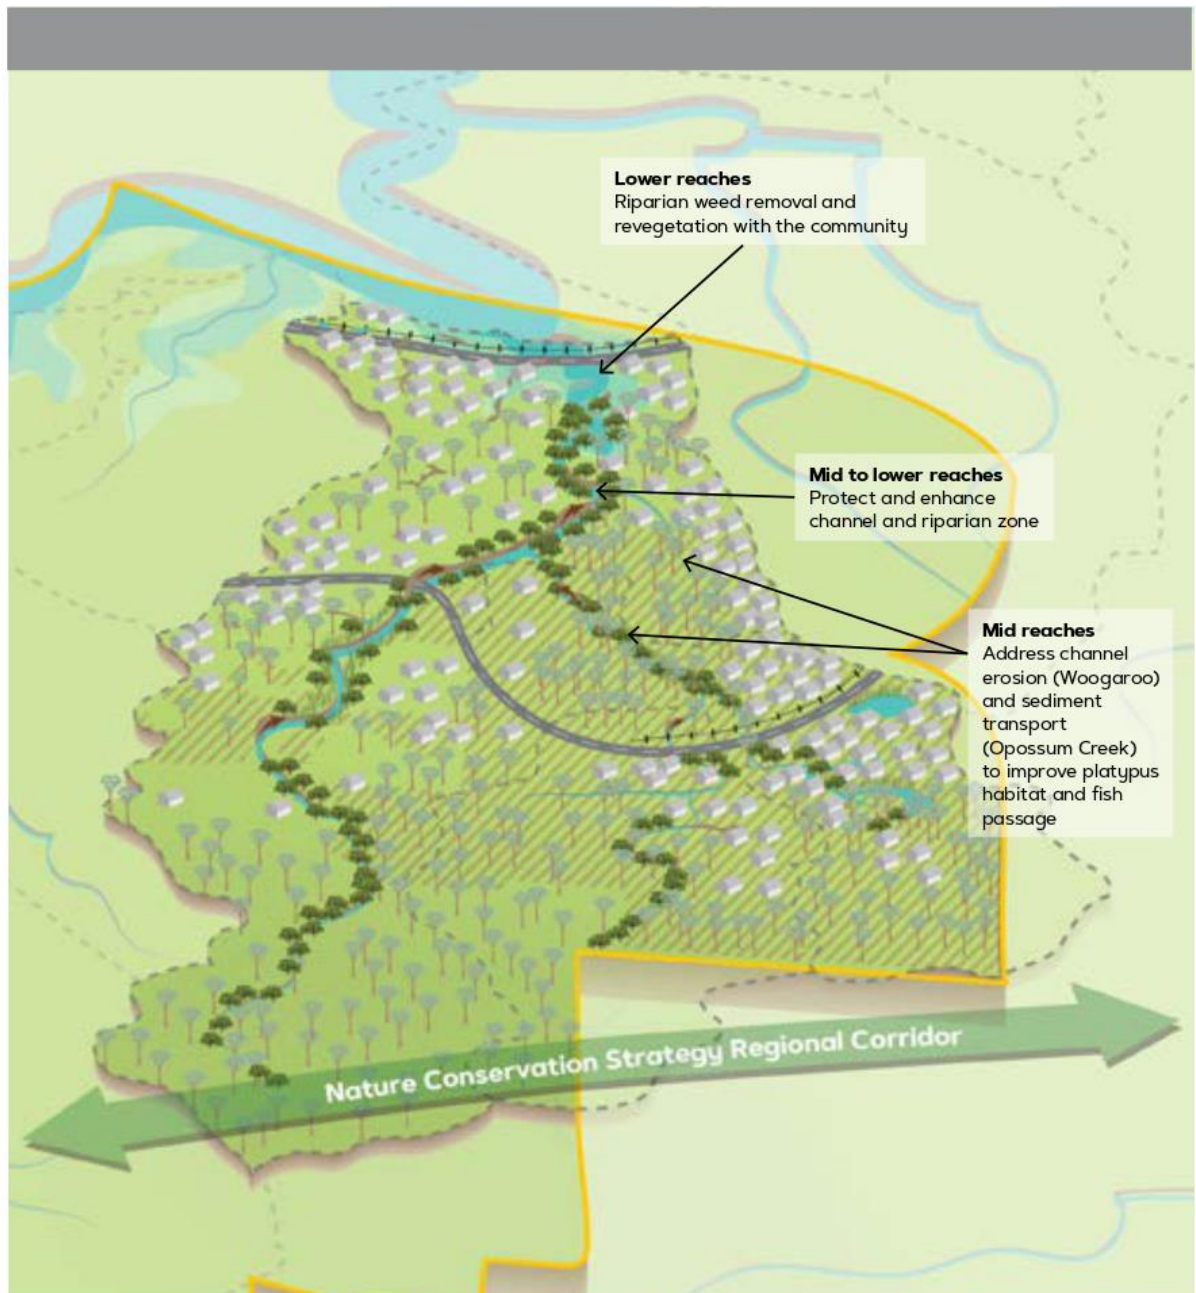 Lower reaches
Riparian weed removal and
revegetation with the community
Mid to lower reaches
Protect and enhance
channel and riparian zone
Mid reaches
Address channel
erosion (Woogaroo)
and sediment
transport
(Opossum Creek)
to improve platypus
habitat and fish
passage
Nature Conservation Strategy Regional Corridor